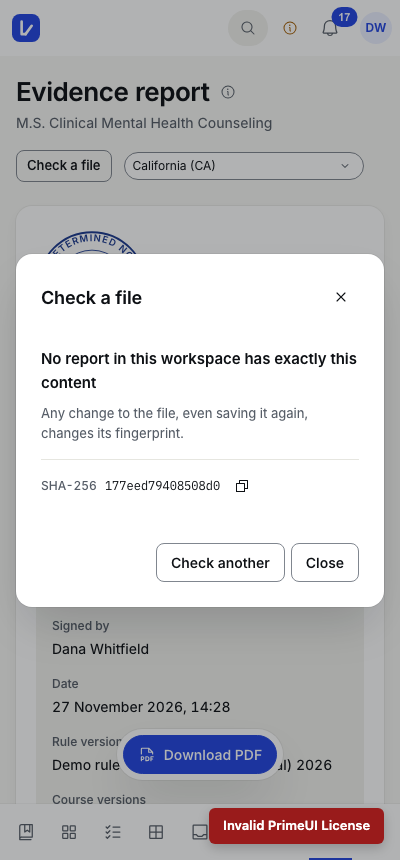 17
DW
Evidence report
M.S. Clinical Mental Health Counseling
Check a file
California (CA)
Check a file
No report in this workspace has exactly this
content
Any change to the file, even saving it again,
changes its fingerprint.
SHA-256 177eed79408508d0
Check another
Close
Signed by
Dana Whitfield
Date
27 November 2026, 14:28
Rule version
Demo rule
2026
PDF
Download PDF
Course versions
Invalid PrimeUI License